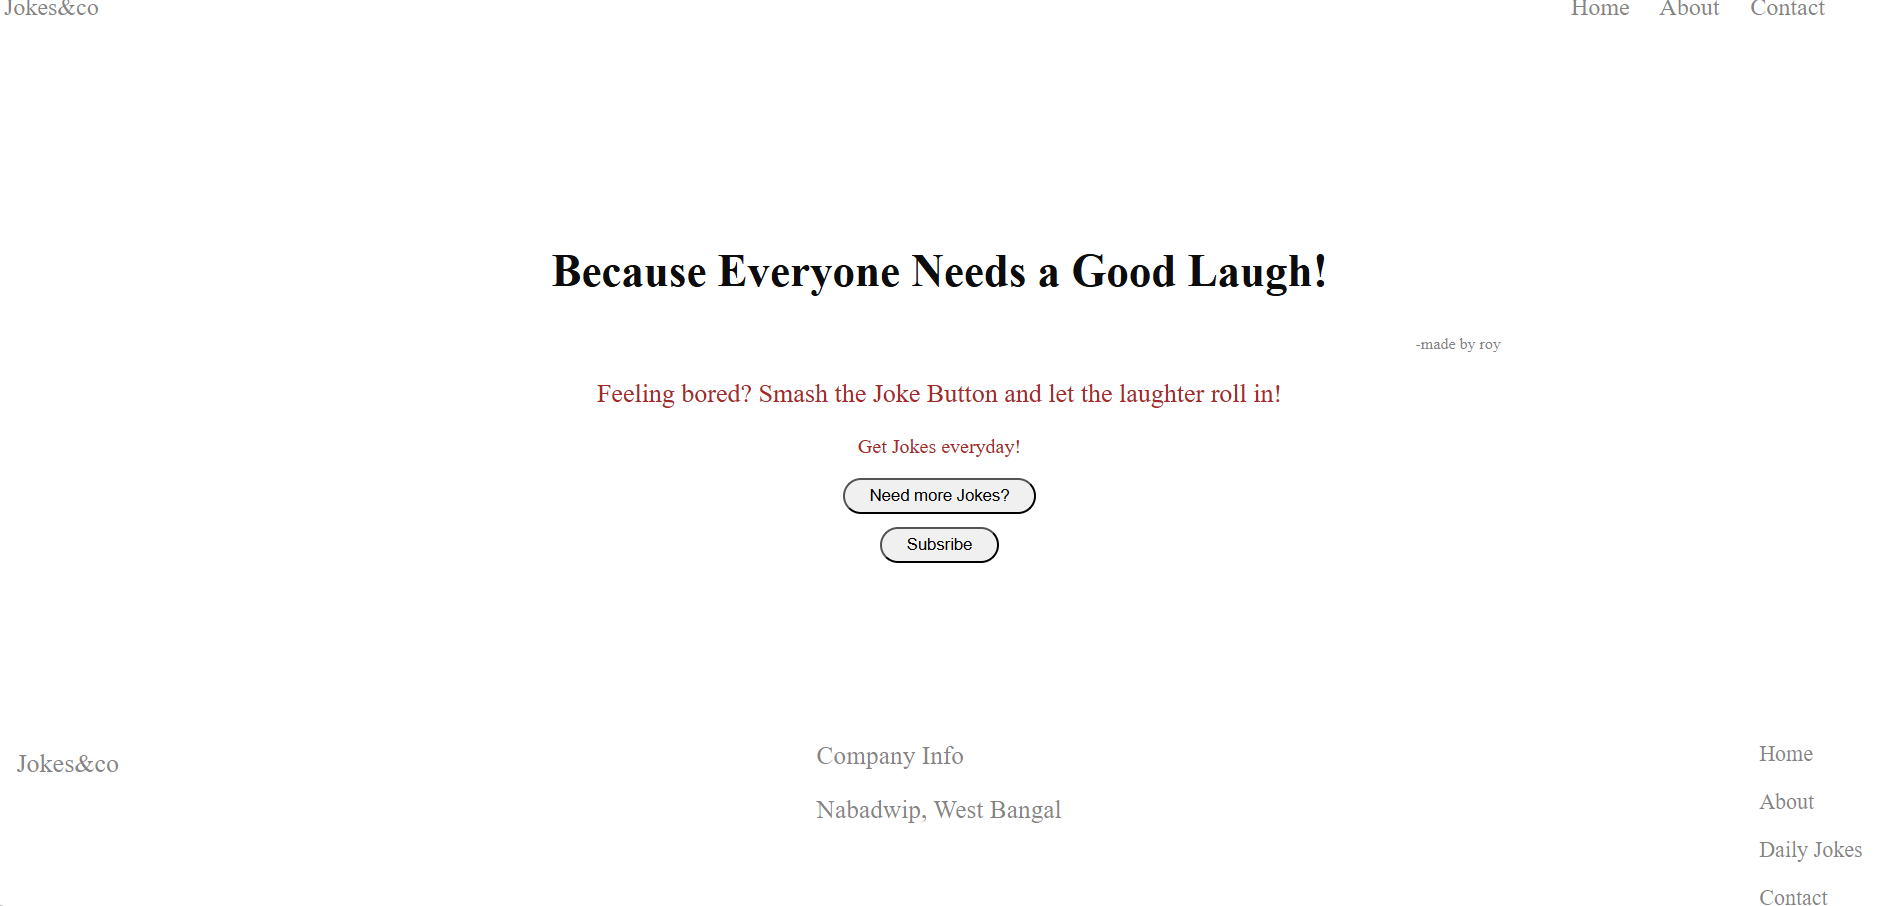 Jokes&co
Home About Contact
Because Everyone Needs a Good Laugh!
-made by roy
Feeling bored? Smash the Joke Button and let the laughter roll in!
Get Jokes everyday!
Need more Jokes?
Subsribe
Jokes&co
Company Info
Nabadwip, West Bangal
Home
About
Daily Jokes
Contact